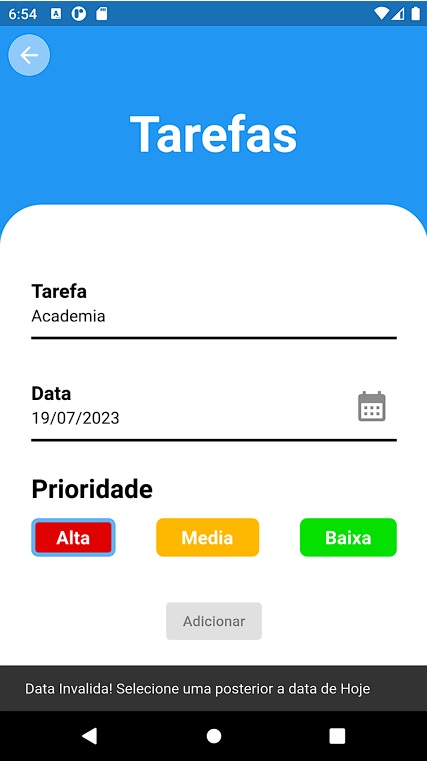 6:54
Tarefas
Tarefa
Academia
Data
19/07/2023
Prioridade
Alta Media Baixa
Adicionar
Data Invalida! Selecione uma posterior a data de Hoje